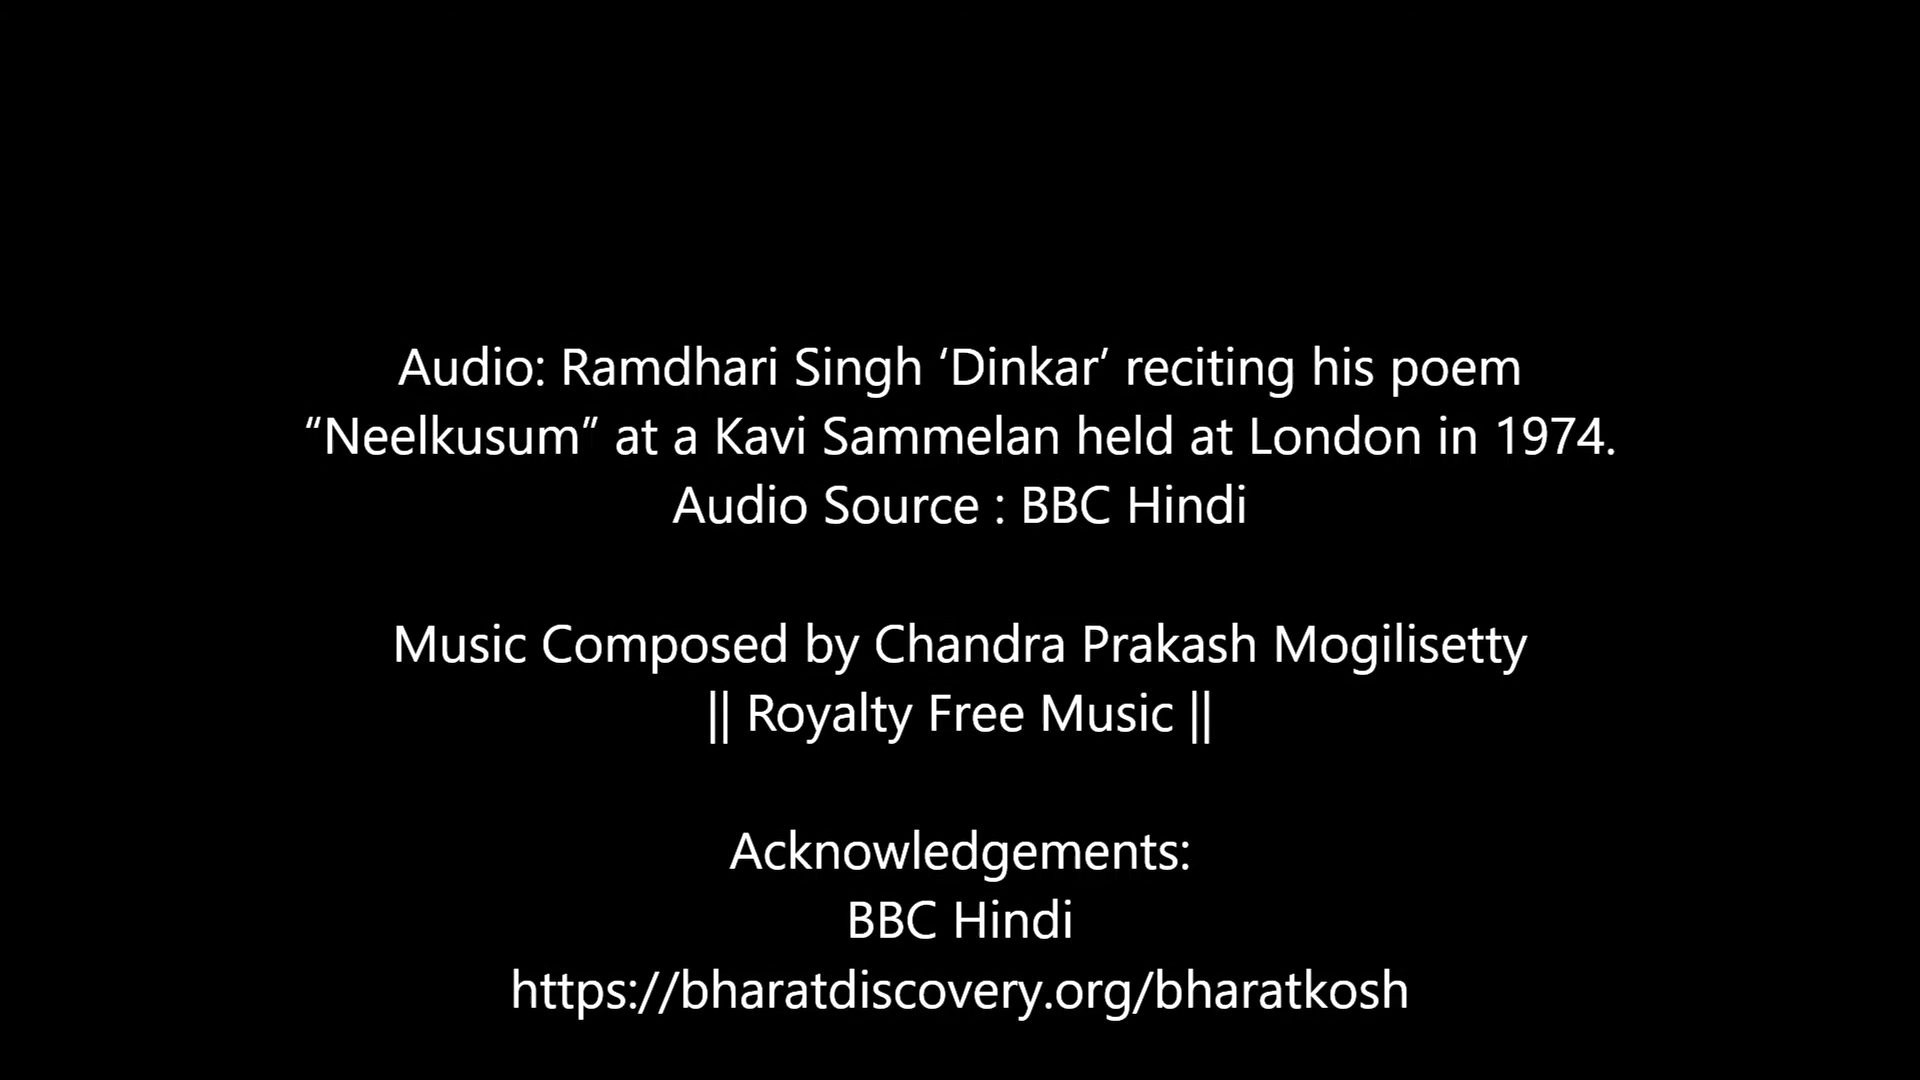 Audio: Ramdhari Singh ‘Dinkar’ reciting his poem
“Neelkusum” at a Kavi Sammelan held at London in 1974.
Audio Source : BBC Hindi
Music Composed by Chandra Prakash Mogilisetty
|| Royalty Free Music ||
Acknowledgements:
BBC Hindi
https://bharatdiscovery.org/bharatkosh